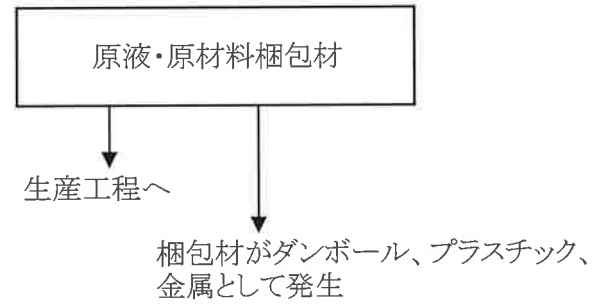 原液・原材料梱包材
生産工程へ
梱包材がダンボール、プラスチック、
金属として発生